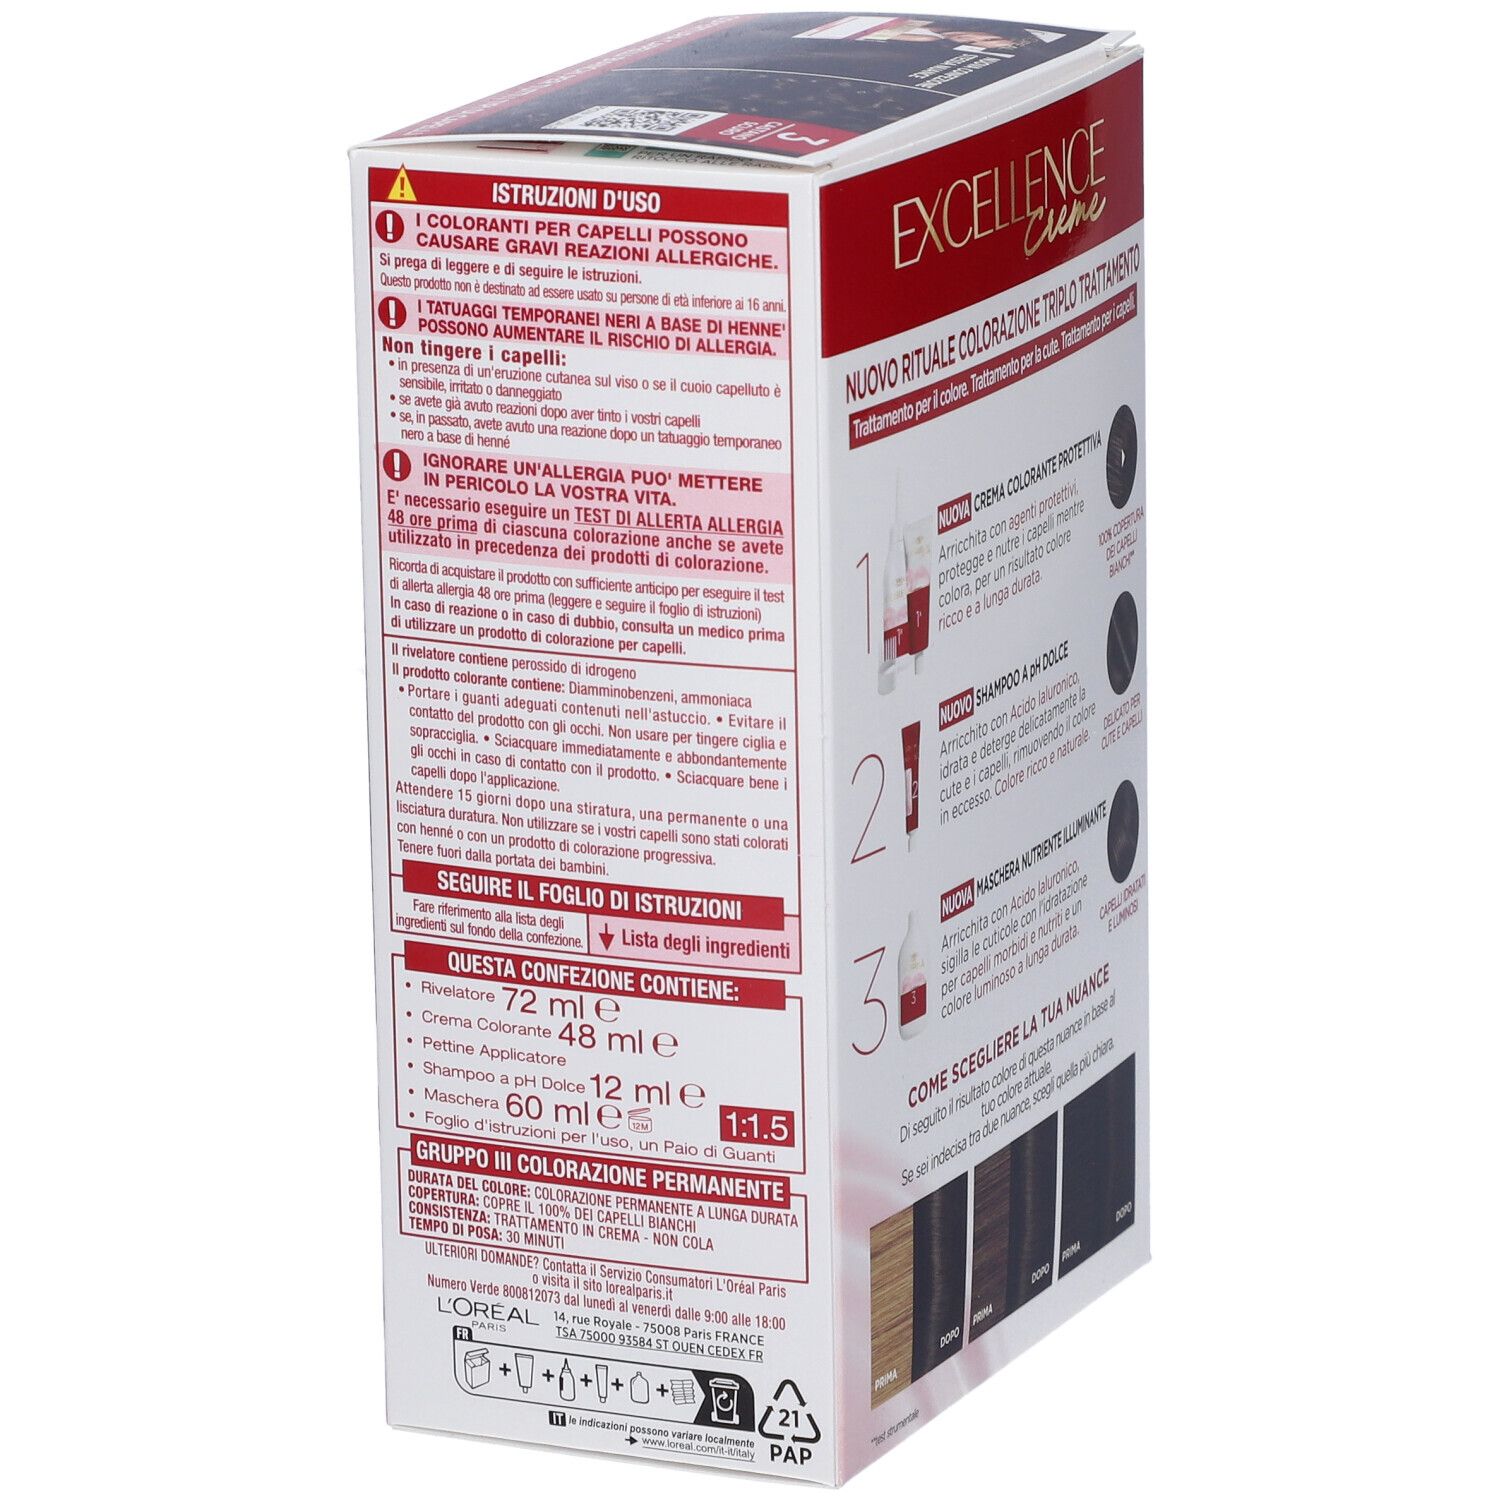 NUOVA CONFEZIONE
STESSA NUANCE
3
CASTANO
SCURO
RITOCCO ALLE RADICI
ISTRUZIONI D'USO
I COLORANTI PER CAPELLI POSSONO
CAUSARE GRAVI REAZIONI ALLERGICHE.
Si prega di leggere e di seguire le istruzioni.
Questo prodotto non è destinato ad essere usato su persone di età inferiore ai 16 anni.
I TATUAGGI TEMPORANEI NERI A BASE DI HENNE'
POSSONO AUMENTARE IL RISCHIO DI ALLERGIA.
Non tingere i capelli:
• in presenza di un'eruzione cutanea sul viso o se il cuoio capelluto è
sensibile, irritato o danneggiato
• se avete già avuto reazioni dopo aver tinto i vostri capelli
• se, in passato, avete avuto una reazione dopo un tatuaggio temporaneo
nero a base di henné
IGNORARE UN'ALLERGIA PUO' METTERE
IN PERICOLO LA VOSTRA VITA.
E' necessario eseguire un TEST DI ALLERTA ALLERGIA
48 ore prima di ciascuna colorazione anche se avete
utilizzato in precedenza dei prodotti di colorazione.
Ricorda di acquistare il prodotto con sufficiente anticipo per eseguire il test
di allerta allergia 48 ore prima (leggere e seguire il foglio di istruzioni)
In caso di reazione o in caso di dubbio, consulta un medico prima
di utilizzare un prodotto di colorazione per capelli.
Il rivelatore contiene perossido di idrogeno
Il prodotto colorante contiene: Diamminobenzeni, ammoniaca
• Portare i guanti adeguati contenuti nell'astuccio. • Evitare il
contatto del prodotto con gli occhi. Non usare per tingere ciglia e
sopracciglia. • Sciacquare immediatamente e abbondantemente
gli occhi in caso di contatto con il prodotto. • Sciacquare bene i
capelli dopo l'applicazione.
Attendere 15 giorni dopo una stiratura, una permanente o una
lisciatura duratura. Non utilizzare se i vostri capelli sono stati colorati
con henné o con un prodotto di colorazione progressiva.
Tenere fuori dalla portata dei bambini.
SEGUIRE IL FOGLIO DI ISTRUZIONI
Fare riferimento alla lista degli
ingredienti sul fondo della confezione.
Lista degli ingredienti
QUESTA CONFEZIONE CONTIENE:
• Rivelatore 72 ml ℮
• Crema Colorante 48 ml ℮
• Pettine Applicatore
• Shampoo a pH Dolce 12 ml ℮
• Maschera 60 ml ℮ 12M
• Foglio d'istruzioni per l'uso, un Paio di Guanti
1:1.5
GRUPPO III COLORAZIONE PERMANENTE
DURATA DEL COLORE: COLORAZIONE PERMANENTE A LUNGA DURATA
COPERTURA: COPRE IL 100% DEI CAPELLI BIANCHI
CONSISTENZA: TRATTAMENTO IN CREMA - NON COLA
TEMPO DI POSA: 30 MINUTI
ULTERIORI DOMANDE? Contatta il Servizio Consumatori L'Oréal Paris
o visita il sito lorealparis.it
Numero Verde 800812073 dal lunedì al venerdì dalle 9:00 alle 18:00
L'ORÉAL
PARIS
14, rue Royale - 75008 Paris FRANCE
TSA 75000 93584 ST OUEN CEDEX FR
FR
IT le indicazioni possono variare localmente
www.loreal.com/it-it/italy
21
PAP
EXCELLENCE
Creme
NUOVO RITUALE COLORAZIONE TRIPLO TRATTAMENTO
Trattamento per il colore. Trattamento per la cute. Trattamento per i capelli.
1
NUOVA CREMA COLORANTE PROTETTIVA
Arricchita con agenti protettivi,
protegge e nutre i capelli mentre
colora, per un risultato colore
ricco e a lunga durata.
100% COPERTURA
DEI CAPELLI
BIANCHI**
2
NUOVO SHAMPOO A pH DOLCE
Arricchito con Acido Ialuronico,
idrata e deterge delicatamente la
cute e i capelli, rimuovendo il colore
in eccesso. Colore ricco e naturale.
DELICATO PER
CUTE E CAPELLI
3
NUOVA MASCHERA NUTRIENTE ILLUMINANTE
Arricchita con Acido Ialuronico,
sigilla le cuticole con l'idratazione
per capelli morbidi e nutriti e un
colore luminoso a lunga durata.
CAPELLI IDRATATI
E LUMINOSI
COME SCEGLIERE LA TUA NUANCE
Di seguito il risultato colore di questa nuance in base al
tuo colore attuale.
Se sei indecisa tra due nuance, scegli quella più chiara.
PRIMA
DOPO
PRIMA
DOPO
PRIMA
DOPO
**test strumentale